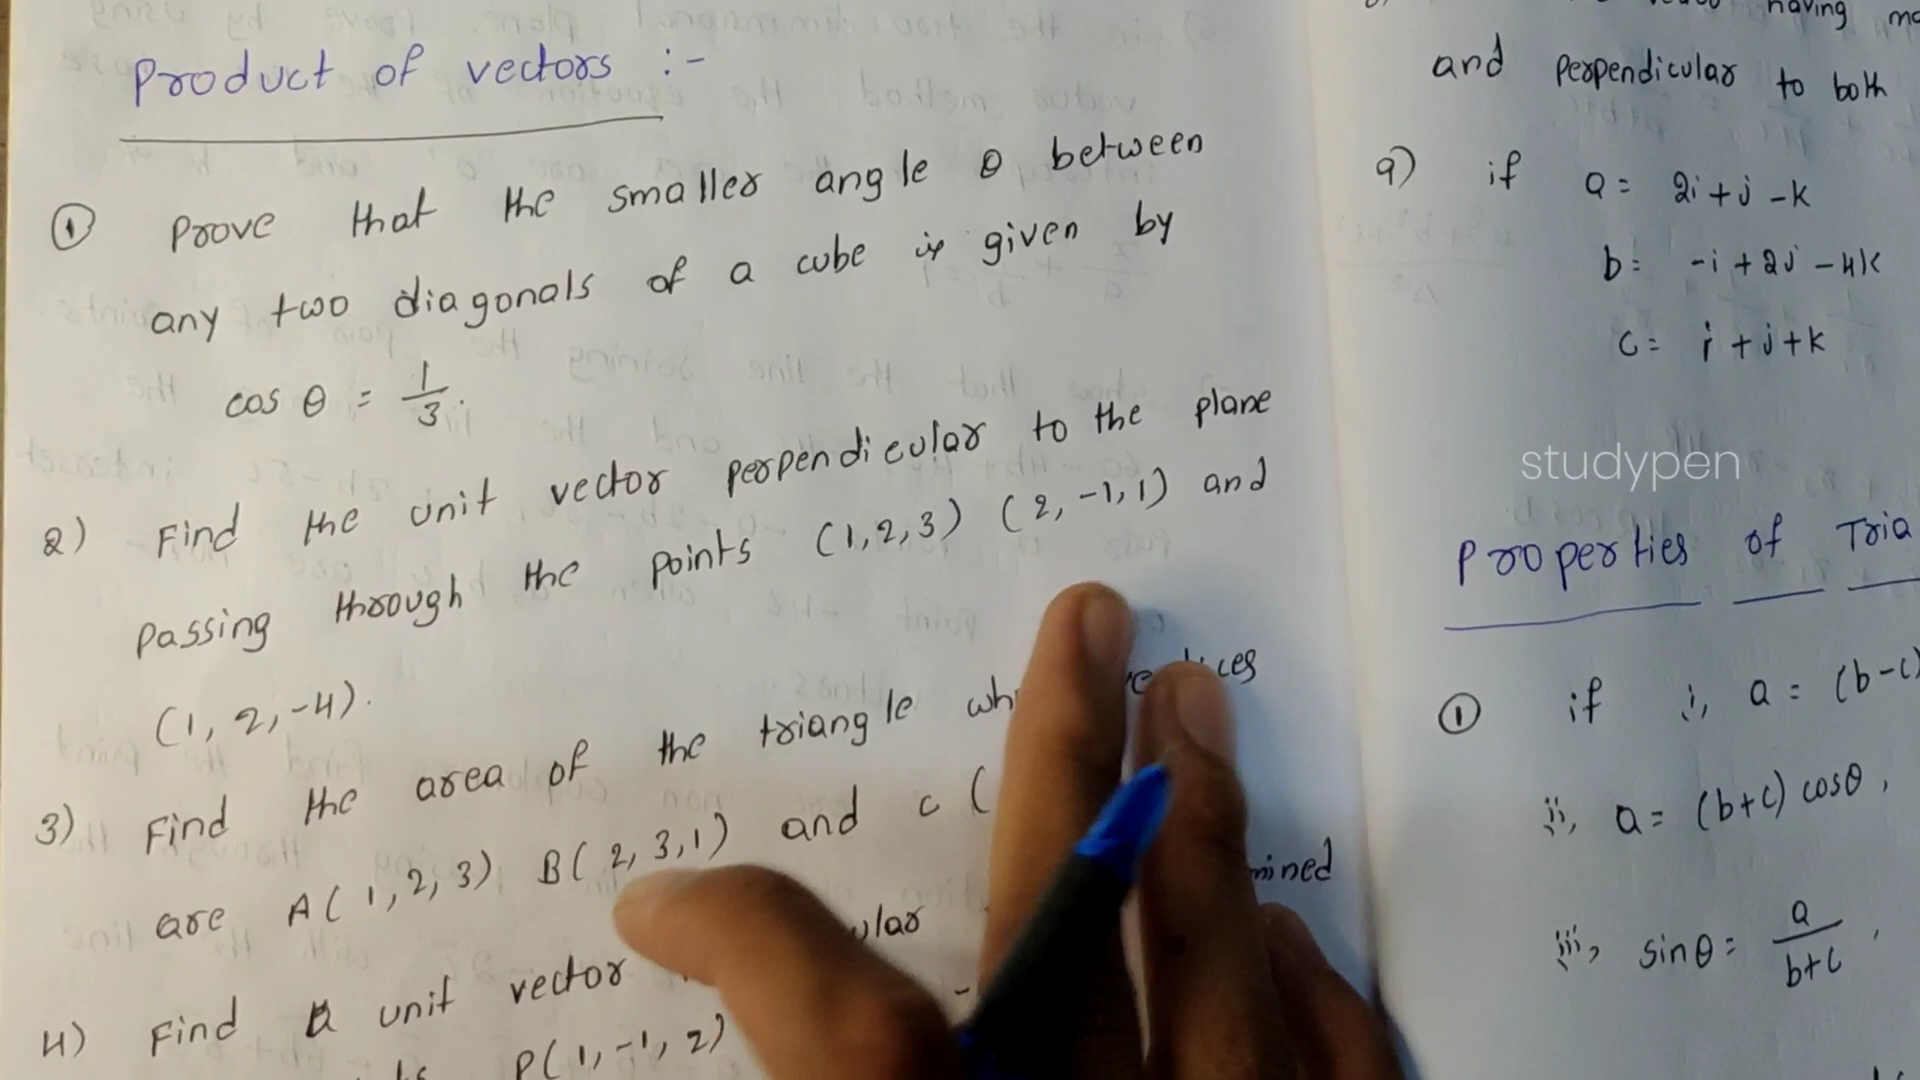 Product of vectors :-
① Prove that the smaller angle θ between
any two diagonals of a cube is given by
cos θ = 1/3.
2) Find the unit vector perpendicular to the plane
passing through the points (1,2,3) (2,-1,1) and
(1, 2, -4).
3) Find the area of the triangle
are A(1,2,3) B(2,3,1) and c (
4) Find a unit vector
P(1,-1,2)
having
and perpendicular to both
9) if a = 2i + j - k
b = -i + 2j - 4k
c = i + j + k
studypen
Properties of Tria
① if i, a = (b-c)
ii, a = (b+c) cosθ,
iii, sinθ = a/b+c,